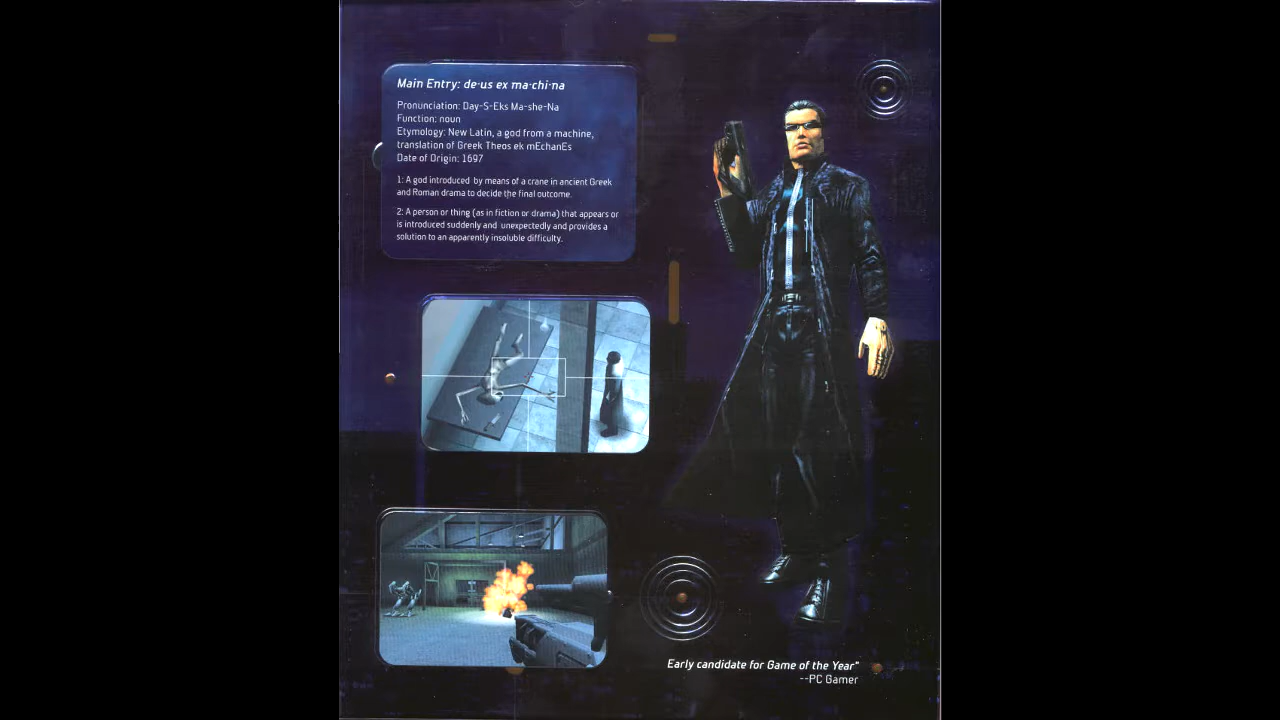 Main Entry: de·us ex ma·chi·na
Pronunciation: Day-S-Eks Ma-she-Na
Function: noun
Etymology: New Latin, a god from a machine,
translation of Greek Theos ek mEchanEs
Date of Origin: 1697
1: A god introduced by means of a crane in ancient Greek
and Roman drama to decide the final outcome.
2: A person or thing (as in fiction or drama) that appears or
is introduced suddenly and unexpectedly and provides a
solution to an apparently insoluble difficulty.
Early candidate for Game of the Year"
--PC Gamer